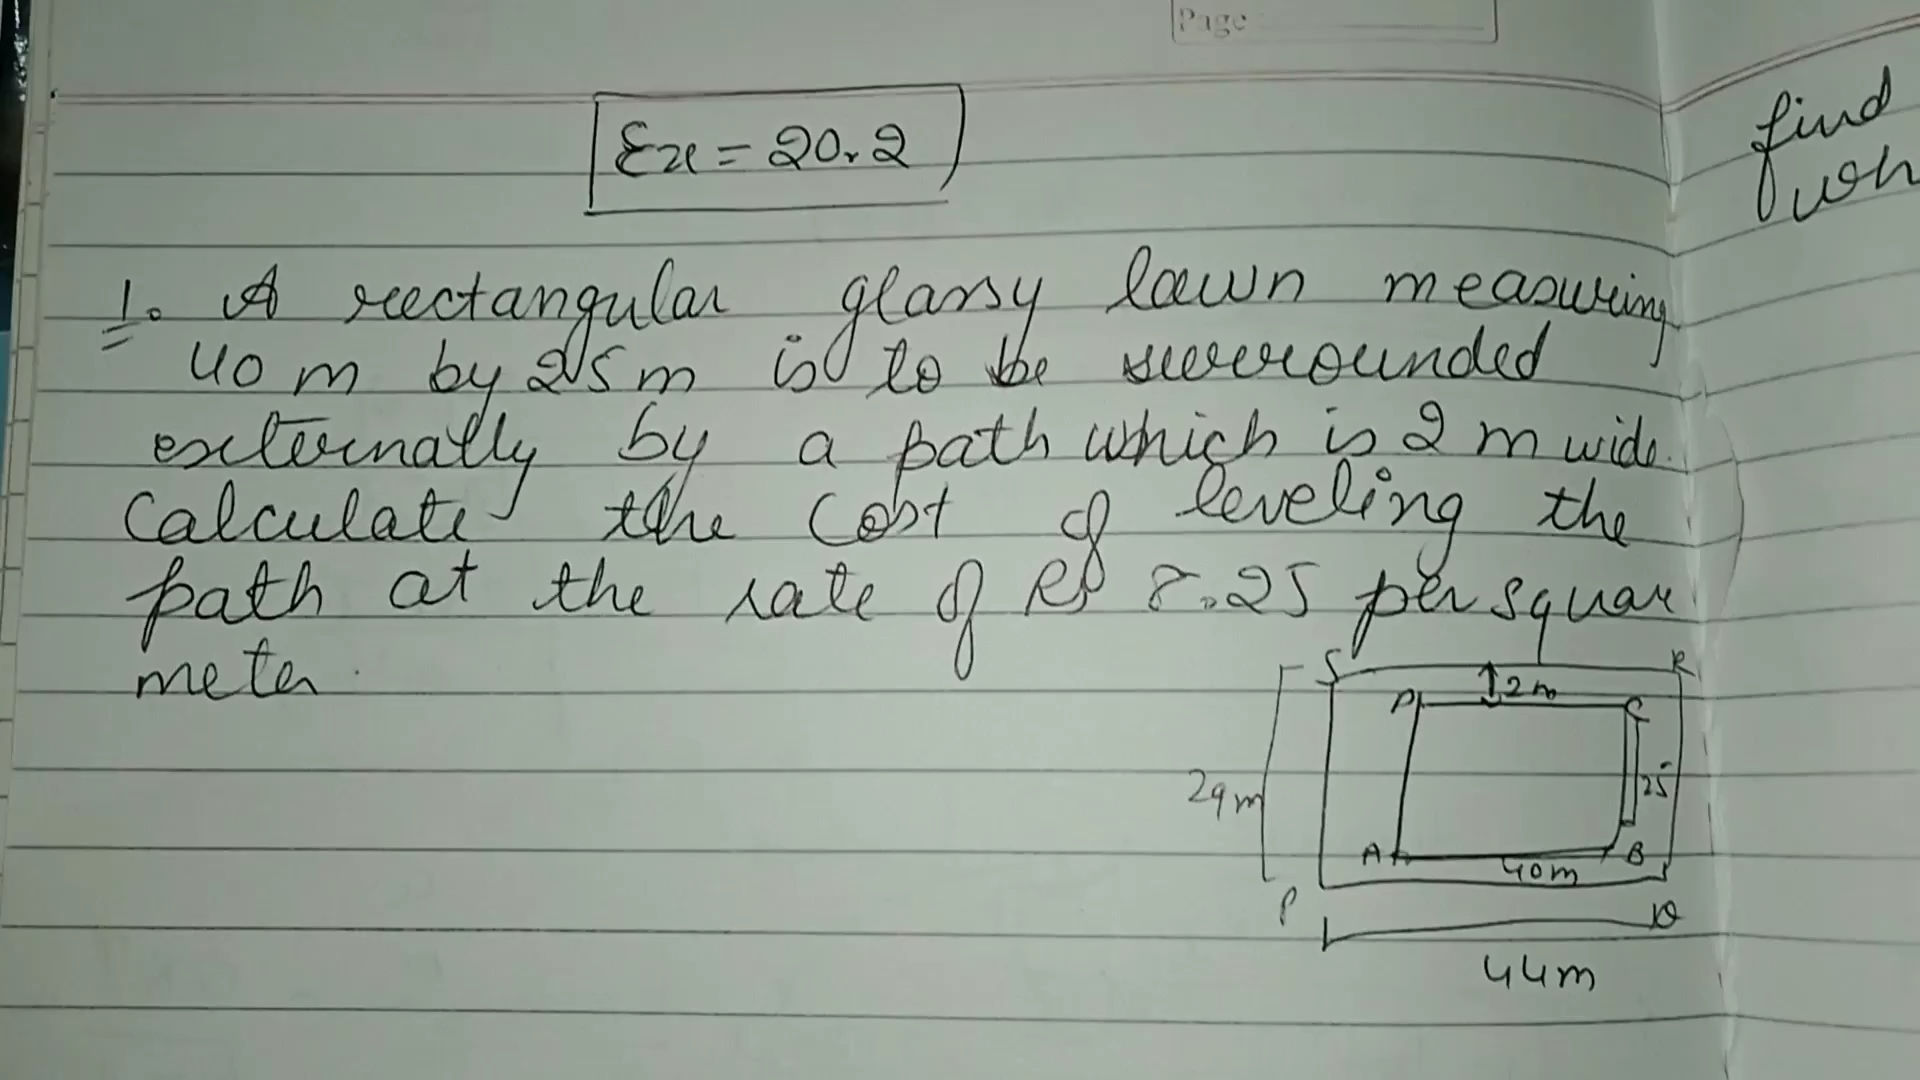 Page
Ex = 20.2
find
wh
1. A rectangular glassy lawn measuring
40 m by 25 m is to be surrounded
externally by a path which is 2 m wide.
Calculate the cost of leveling the
path at the rate of Rs 8.25 per square
meter.
S R
2m
D C
29m 25
A B
40m
P Q
44m